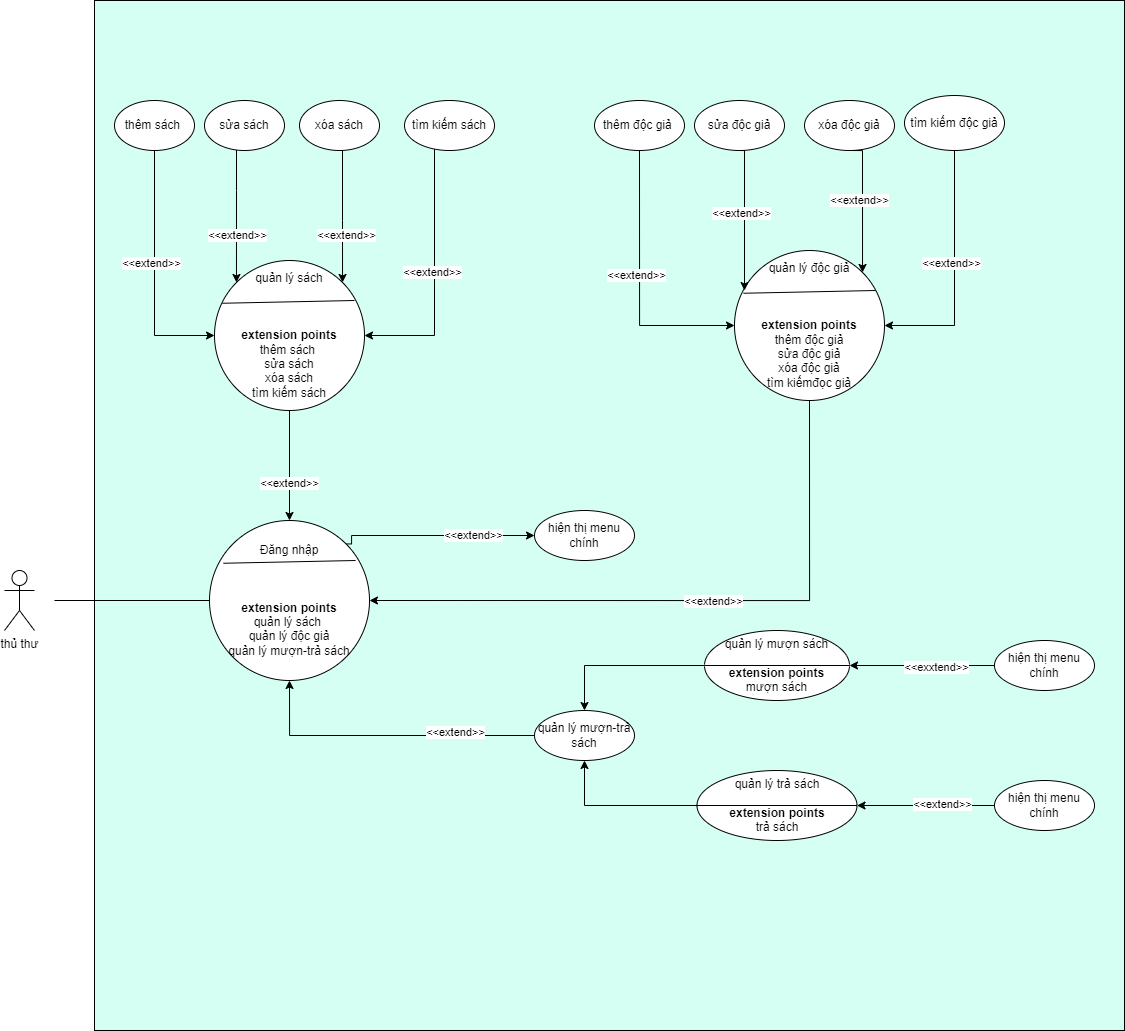 thêm sách
sửa sách
xóa sách
tìm kiếm sách
thêm độc giả
sửa độc giả
xóa độc giả
tìm kiếm độc giả
<<extend>>
<<extend>>
<<extend>>
<<extend>>
<<extend>>
<<extend>>
<<extend>>
<<extend>>
quản lý sách
extension points
thêm sách
sửa sách
xóa sách
tìm kiếm sách
quản lý độc giả
extension points
thêm độc giả
sửa độc giả
xóa độc giả
tìm kiếmđọc giả
<<extend>>
Đăng nhập
extension points
quản lý sách
quản lý độc giả
quản lý mượn-trả sách
<<extend>>
hiện thị menu
chính
<<extend>>
thủ thư
quản lý mượn sách
extension points
mượn sách
<<exxtend>>
hiện thị menu
chính
<<extend>>
quản lý mượn-trả
sách
quản lý trả sách
extension points
trả sách
<<extend>>
hiện thị menu
chính